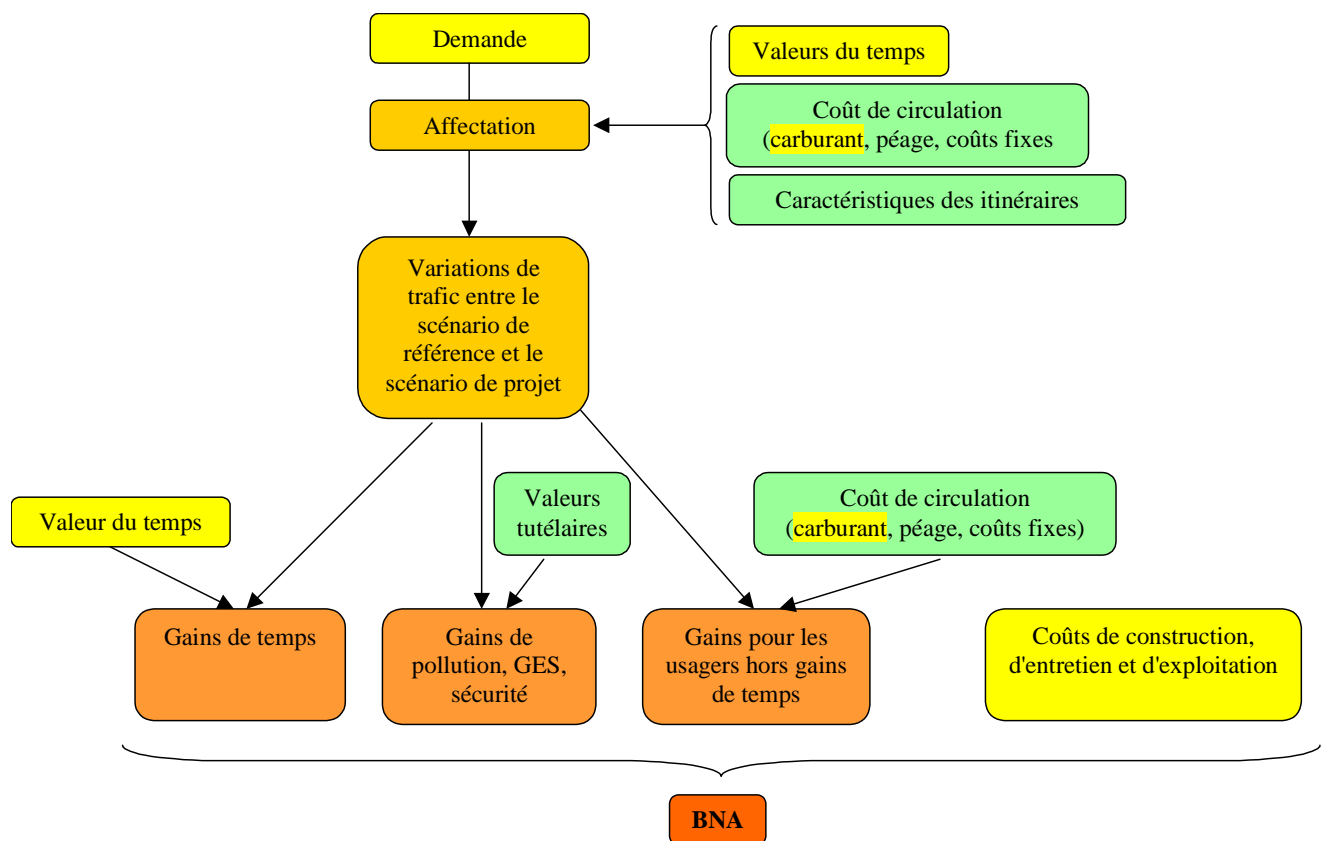 Demande
Valeurs du temps
Affectation
Coût de circulation
(carburant, péage, coûts fixes
Caractéristiques des itinéraires
Variations de
trafic entre le
scénario de
référence et le
scénario de projet
Valeur du temps
Valeurs
tutélaires
Coût de circulation
(carburant, péage, coûts fixes)
Gains de temps
Gains de
pollution, GES,
sécurité
Gains pour les
usagers hors gains
de temps
Coûts de construction,
d'entretien et d'exploitation
BNA